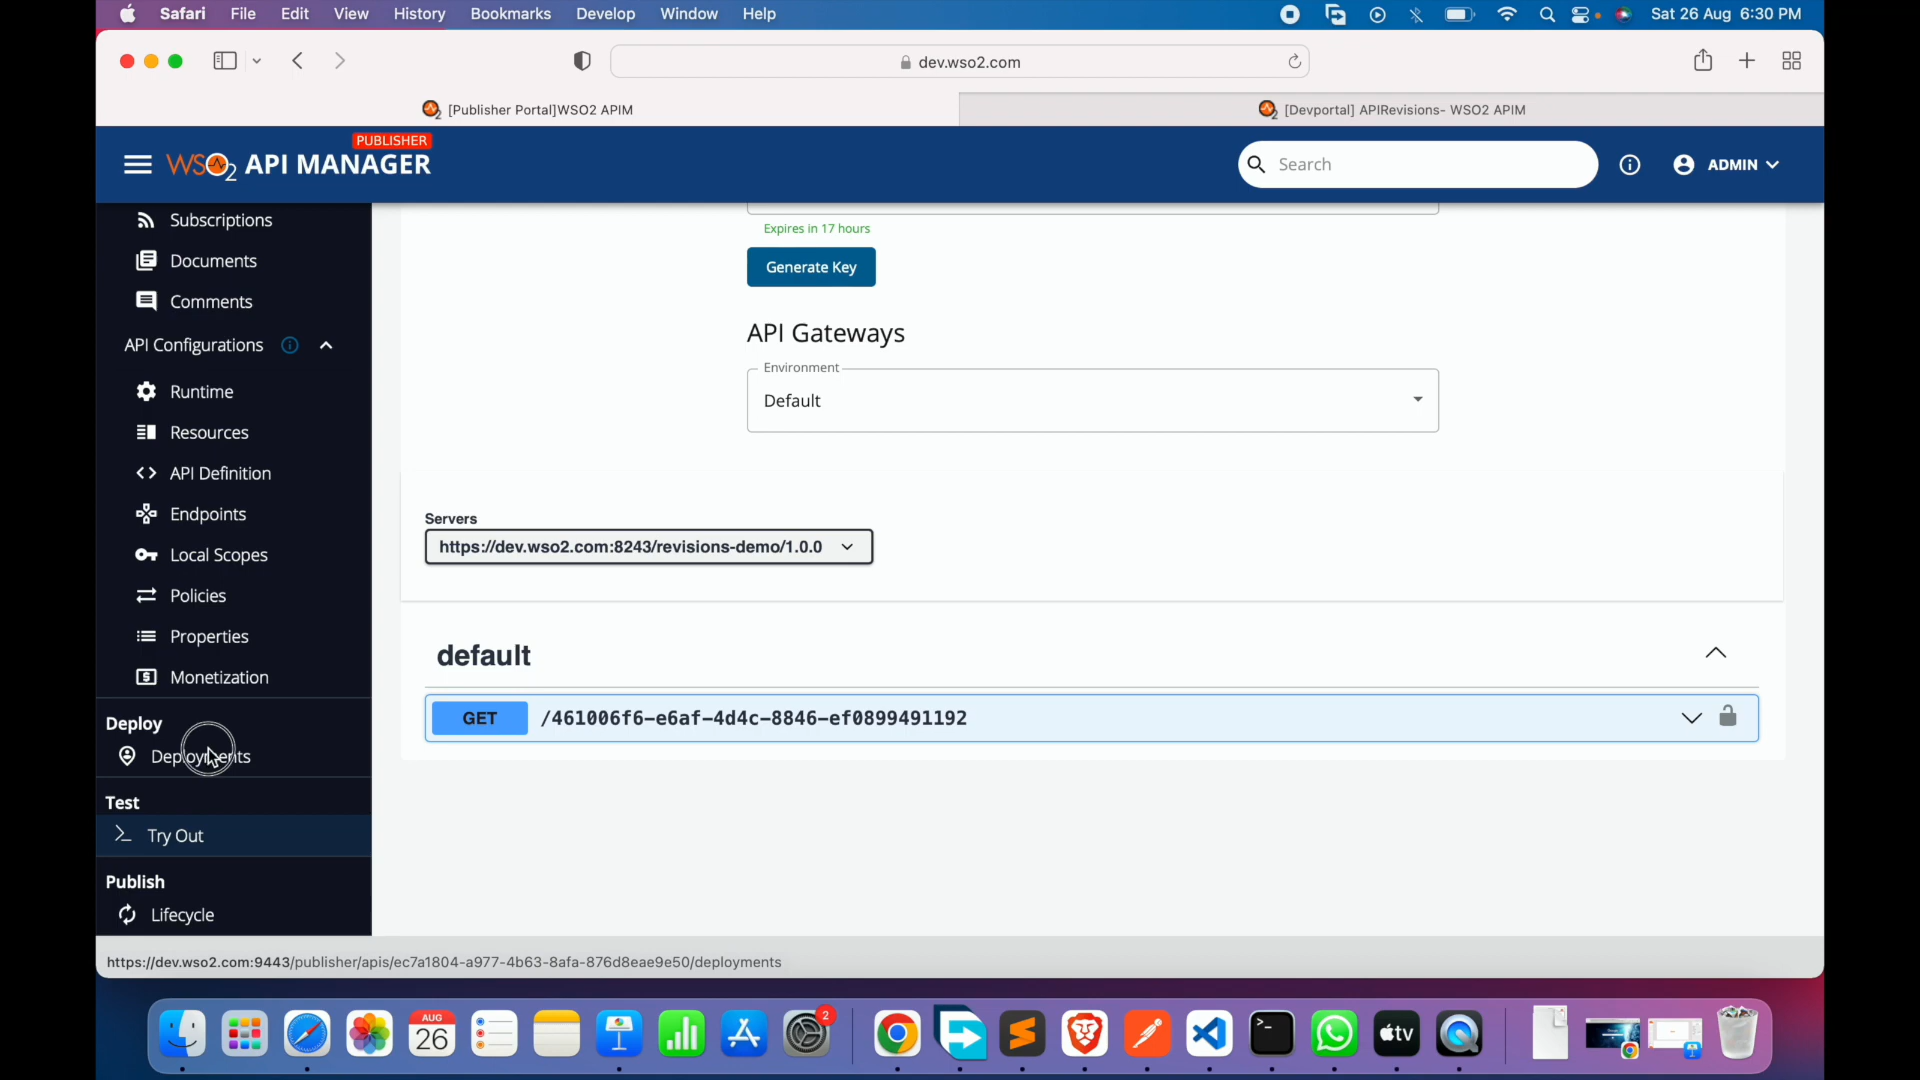 Safari File Edit View History Bookmarks Develop Window Help Sat 26 Aug 6:30 PM
dev.wso2.com
[Publisher Portal]WSO2 APIM
[Devportal] APIRevisions- WSO2 APIM
PUBLISHER
WSO2 API MANAGER
Search
ADMIN
Subscriptions
Documents
Comments
API Configurations
Runtime
Resources
API Definition
Endpoints
Local Scopes
Policies
Properties
Monetization
Deploy
Deployments
Test
Try Out
Publish
Lifecycle
Expires in 17 hours
Generate Key
API Gateways
Environment
Default
Servers
https://dev.wso2.com:8243/revisions-demo/1.0.0
default
GET /461006f6-e6af-4d4c-8846-ef0899491192
https://dev.wso2.com:9443/publisher/apis/ec7a1804-a977-4b63-8afa-876d8eae9e50/deployments
AUG
26
2
tv